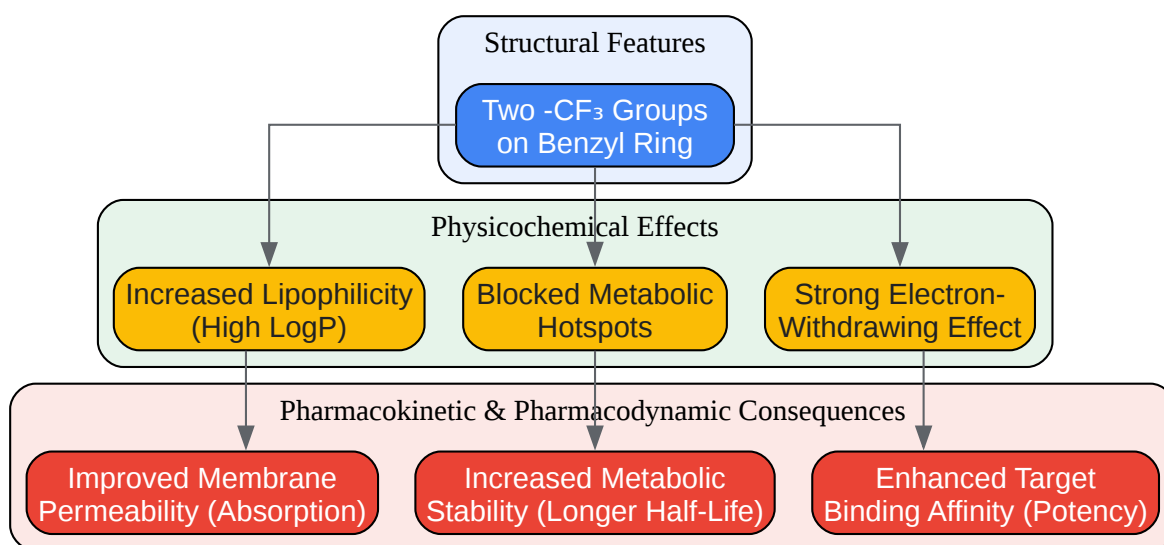 Structural Features
Two -CF₃ Groups
on Benzyl Ring
Physicochemical Effects
Increased Lipophilicity
(High LogP)
Blocked Metabolic
Hotspots
Strong Electron-
Withdrawing Effect
Pharmacokinetic & Pharmacodynamic Consequences
Improved Membrane
Permeability (Absorption)
Increased Metabolic
Stability (Longer Half-Life)
Enhanced Target
Binding Affinity (Potency)